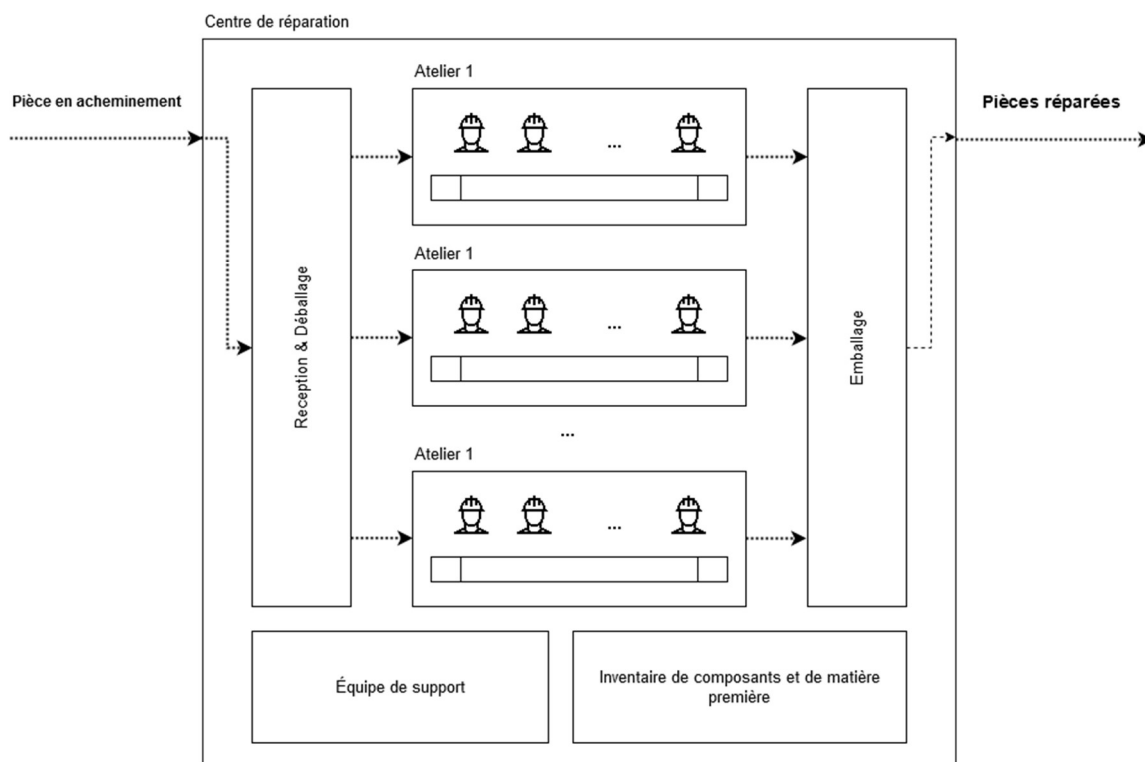 Centre de réparation
Pièce en acheminement
Pièces réparées
Reception & Déballage
Atelier 1
...
Atelier 1
...
...
Atelier 1
...
Emballage
Équipe de support
Inventaire de composants et de matière
première